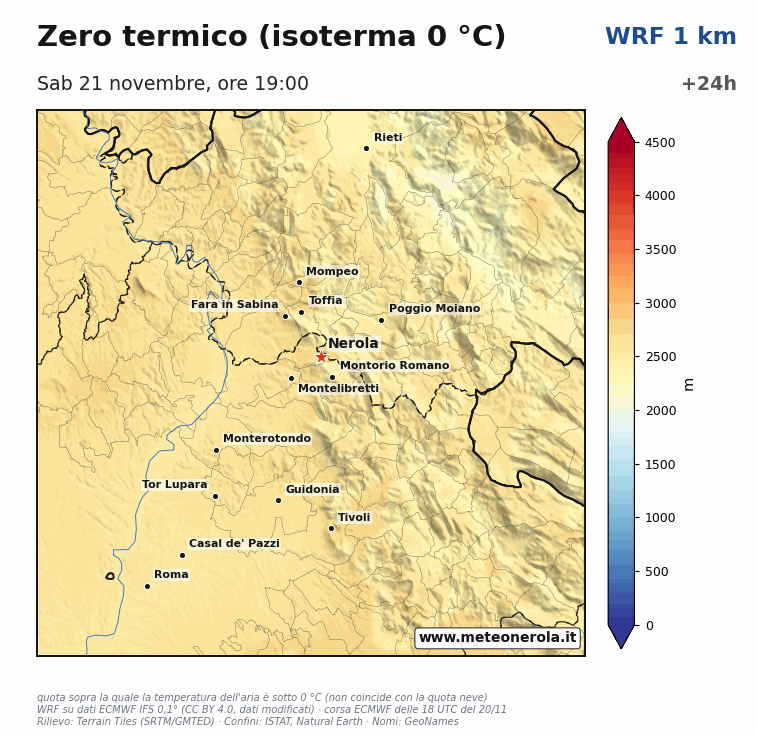 Zero termico (isoterma 0 °C)
WRF 1 km
Sab 21 novembre, ore 19:00
+24h
Rieti
Mompeo
Toffia
Fara in Sabina
Poggio Moiano
Nerola
Montorio Romano
Montelibretti
Monterotondo
Tor Lupara
Guidonia
Tivoli
Casal de' Pazzi
Roma
www.meteonerola.it
4500
4000
3500
3000
2500
2000
1500
1000
500
0
m
quota sopra la quale la temperatura dell'aria è sotto 0 °C (non coincide con la quota neve)
WRF su dati ECMWF IFS 0,1° (CC BY 4.0, dati modificati) · corsa ECMWF delle 18 UTC del 20/11
Rilievo: Terrain Tiles (SRTM/GMTED) · Confini: ISTAT, Natural Earth · Nomi: GeoNames